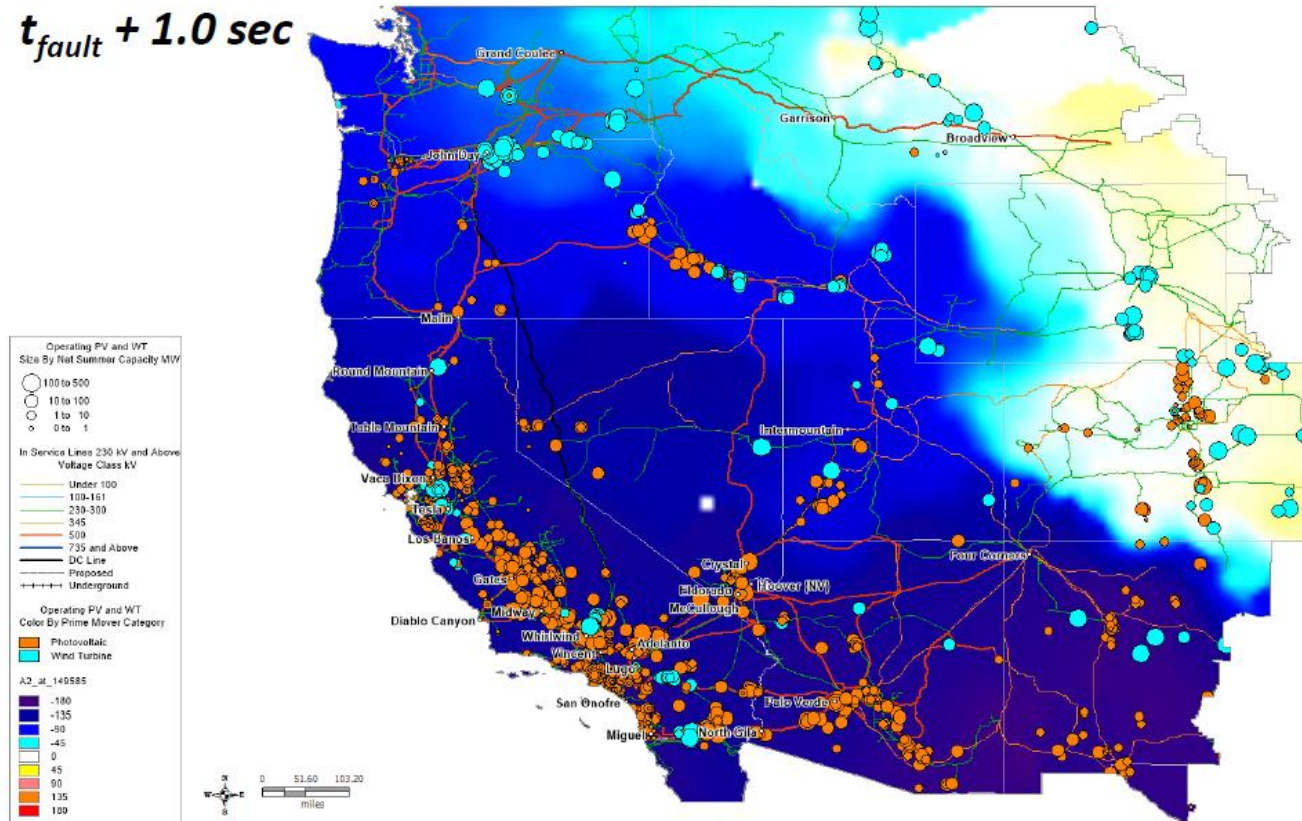 t_fault + 1.0 sec
Grand Coulee
Garrison
Broadview
John Day
Malin
Round Mountain
Table Mountain
Intermountain
Vaca Dixon
Tesla
Los Banos
Four Corners
Crystal
Gates
Hoover (NV)
Eldorado
McCullough
Midway
Diablo Canyon
Whirlwind
Adelanto
Vincent
Lugo
San Onofre
Palo Verde
Miguel
North Gila
Operating PV and WT
Size By Net Summer Capacity MW
100 to 500
10 to 100
1 to 10
0 to 1
In Service Lines 230 kV and Above
Voltage Class kV
Under 100
100-161
230-300
345
500
735 and Above
DC Line
Proposed
Underground
Operating PV and WT
Color By Prime Mover Category
Photovoltaic
Wind Turbine
A2_at_149585
-180
-135
-90
-45
0
45
90
135
180
N
W
E
S
0 51.60 103.20
miles